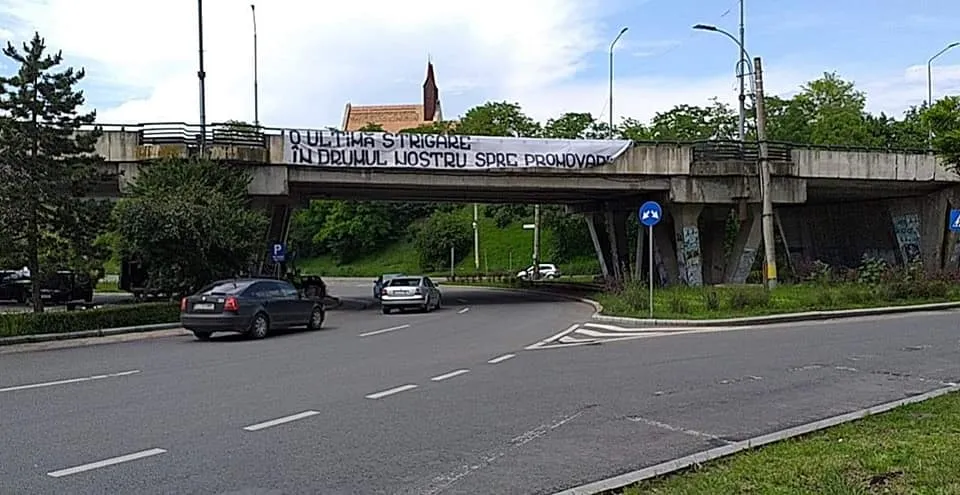 O ULTIMĂ STRIGARE
ÎN DRUMUL NOSTRU SPRE PROMOVARE
P